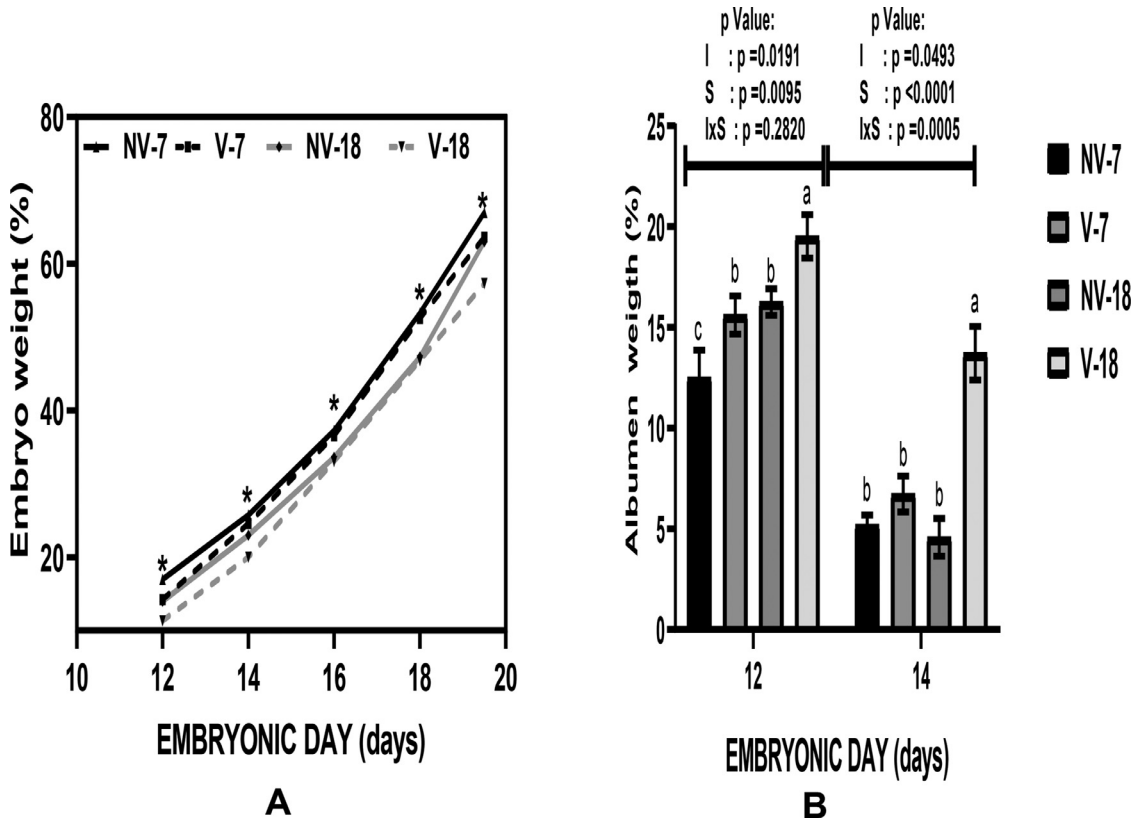 80
60
40
20
NV-7 V-7 NV-18 V-18
*
*
*
*
*
Embryo weight (%)
10 12 14 16 18 20
EMBRYONIC DAY (days)
A
p Value:
I : p =0.0191
S : p =0.0095
IxS : p =0.2820
p Value:
I : p =0.0493
S : p <0.0001
IxS : p =0.0005
25
20
15
10
5
0
Albumen weigth (%)
c b b a
b b b a
12 14
EMBRYONIC DAY (days)
B
NV-7
V-7
NV-18
V-18